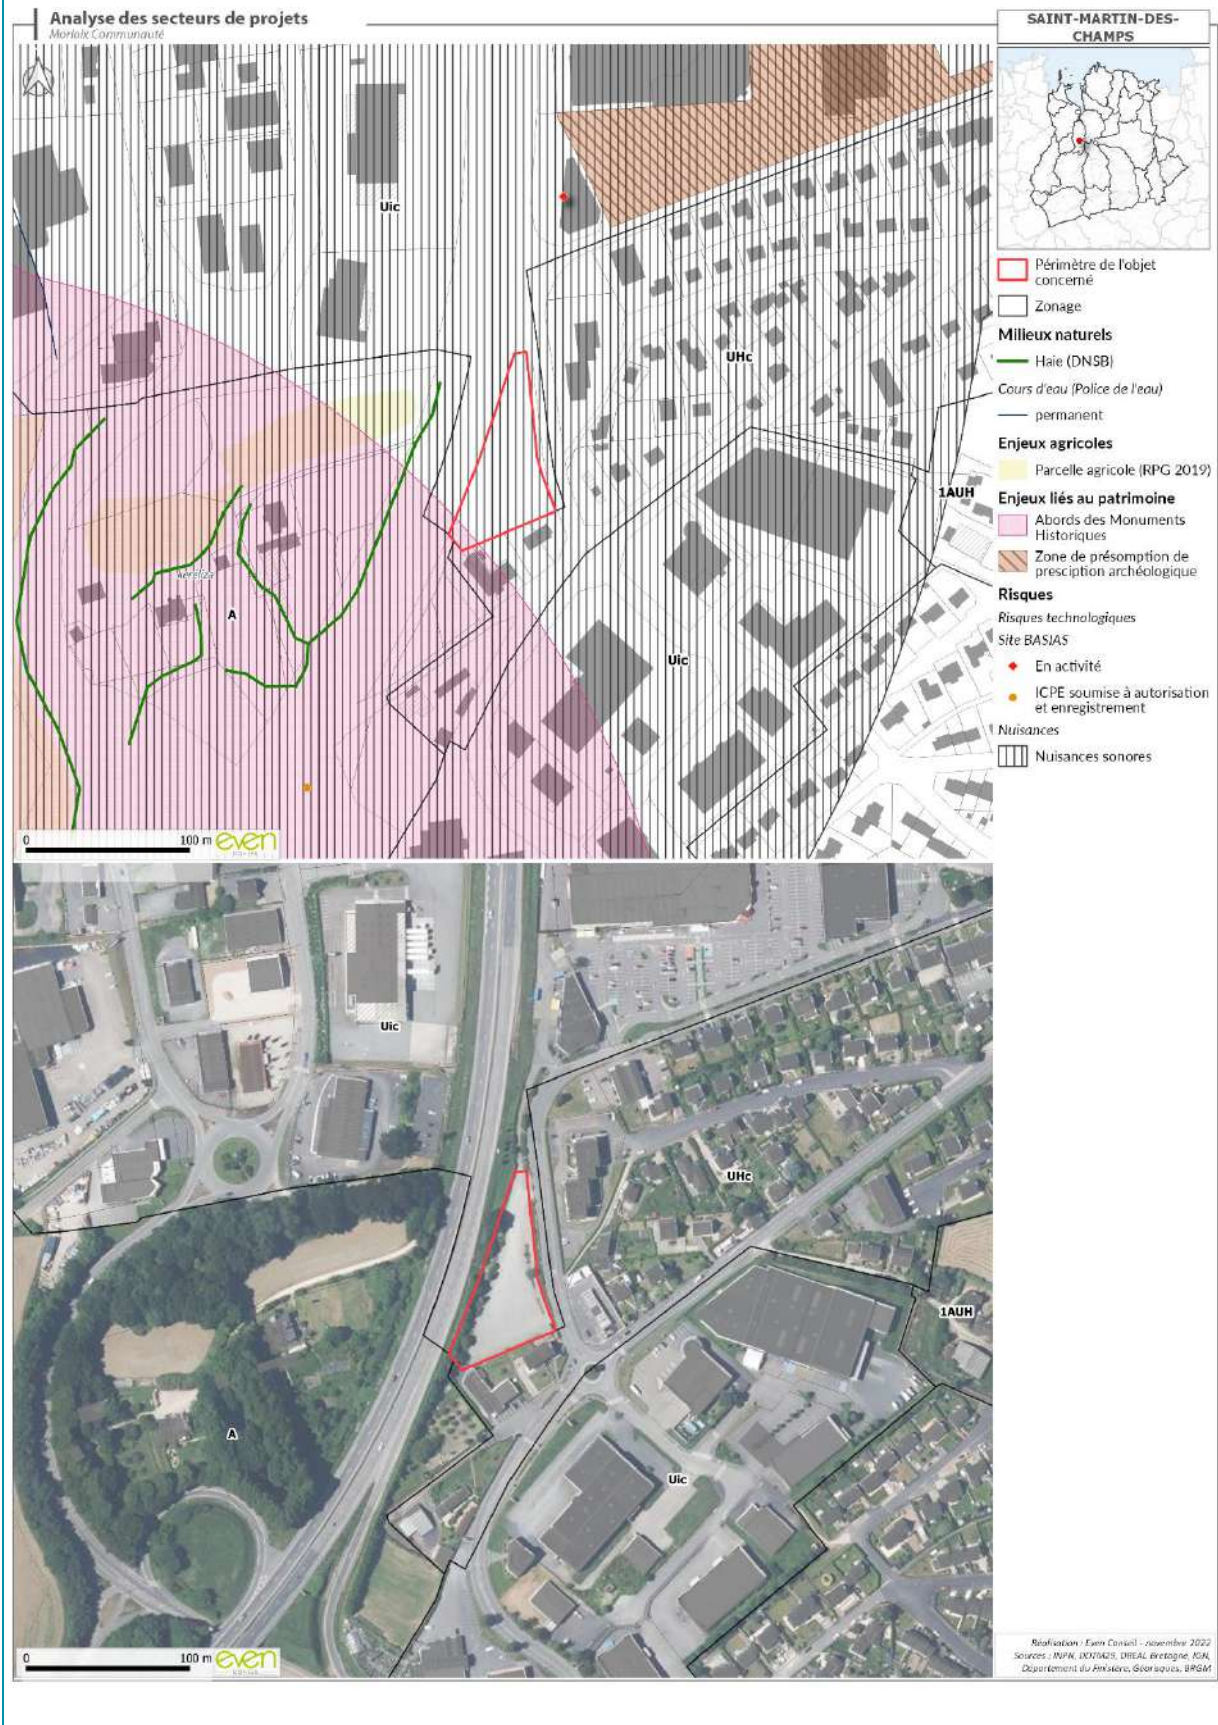 Analyse des secteurs de projets
Morlaix Communauté
SAINT-MARTIN-DES-
CHAMPS
Périmètre de l'objet
concerné
Zonage
Milieux naturels
Haie (DNSB)
Cours d'eau (Police de l'eau)
permanent
Enjeux agricoles
Parcelle agricole (RPG 2019)
Enjeux liés au patrimoine
Abords des Monuments
Historiques
Zone de présomption de
presciption archéologique
Risques
Risques technologiques
Site BASIAS
En activité
ICPE soumise à autorisation
et enregistrement
Nuisances
Nuisances sonores
Uic
UHc
1AUH
A
Uic
0 100 m even
Uic
UHc
1AUH
A
Uic
0 100 m even
Réalisation : Even Conseil - novembre 2022
Sources : INPN, DDTM29, DREAL Bretagne, IGN,
Département du Finistère, Géorisques, BRGM